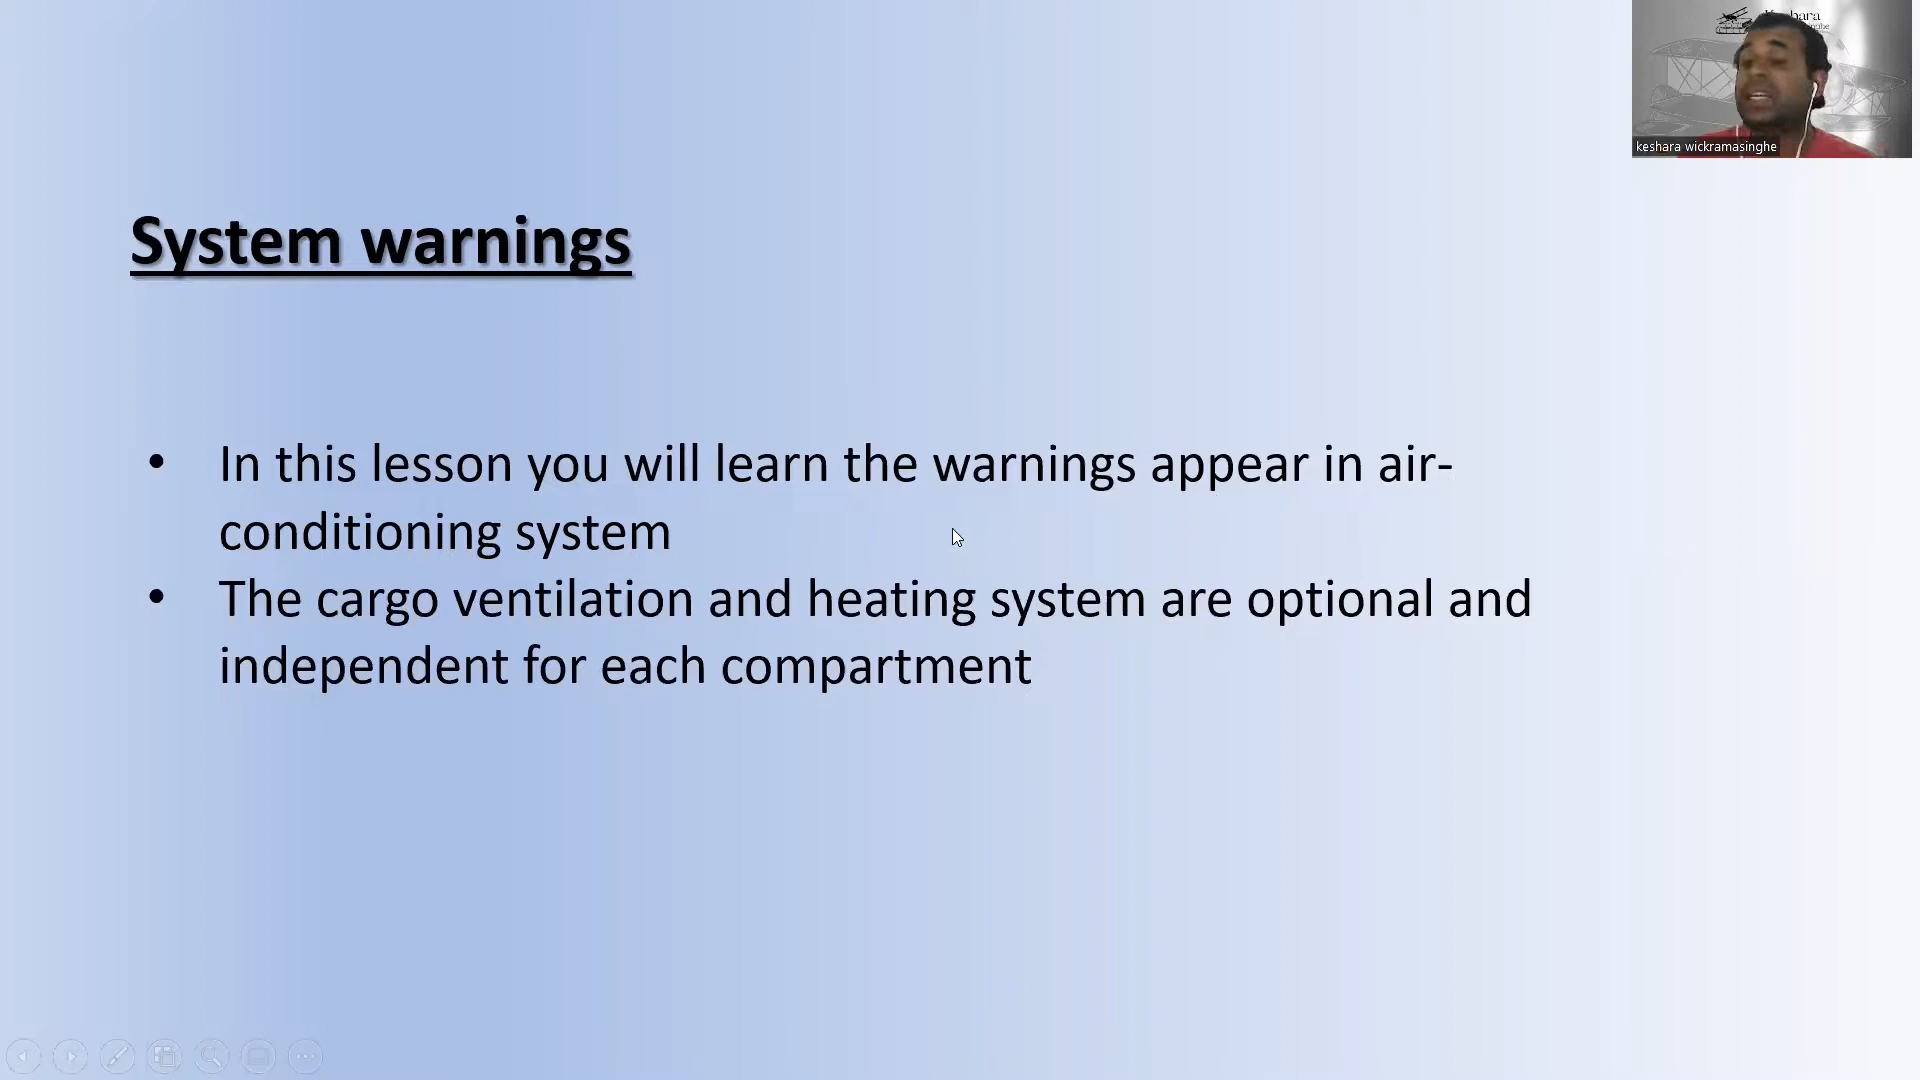 keshara wickramasinghe
System warnings
• In this lesson you will learn the warnings appear in air-
conditioning system
• The cargo ventilation and heating system are optional and
independent for each compartment